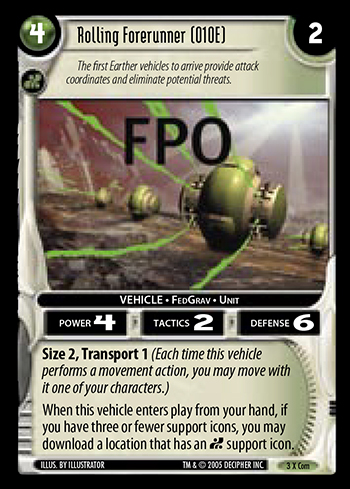 4 Rolling Forerunner (010E) 2
The first Earther vehicles to arrive provide attack
coordinates and eliminate potential threats.
FPO
VEHICLE • FEDGRAV • UNIT
POWER 4 TACTICS 2 DEFENSE 6
Size 2, Transport 1 (Each time this vehicle
performs a movement action, you may move with
it one of your characters.)
When this vehicle enters play from your hand, if
you have three or fewer support icons, you may
download a location that has an support icon.
ILLUS. BY ILLUSTRATOR TM & © 2005 DECIPHER INC. 3 X Com